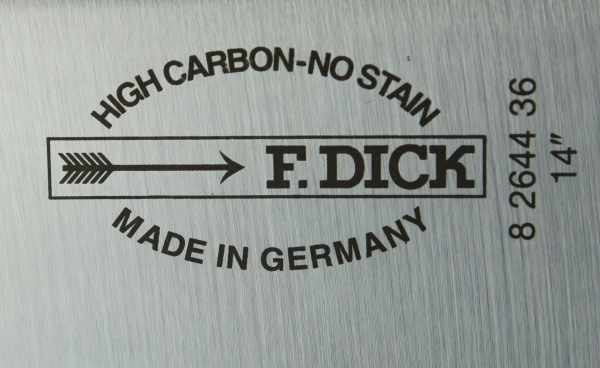 HIGH CARBON-NO STAIN
F. DICK
MADE IN GERMANY
8 2644 36
14"